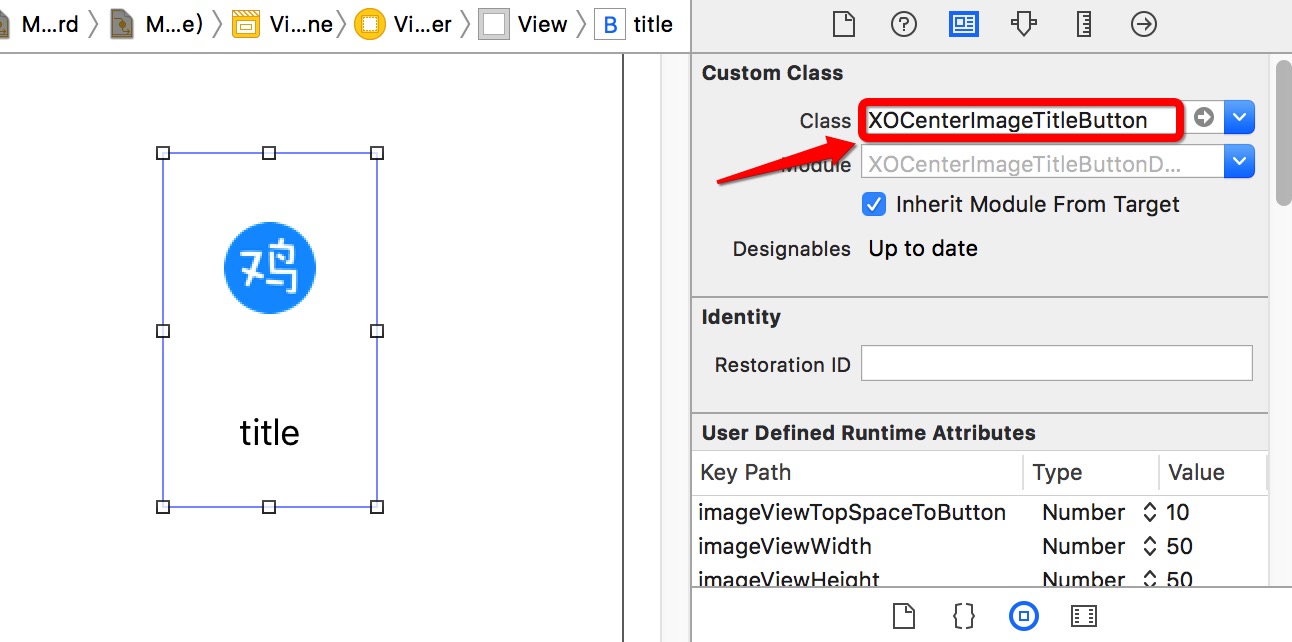 M...rd M...e) Vi...ne Vi...er View B title
Custom Class
Class XOCenterImageTitleButton
Module XOCenterImageTitleButtonD...
Inherit Module From Target
Designables Up to date
鸡
title
Identity
Restoration ID
User Defined Runtime Attributes
Key Path Type Value
imageViewTopSpaceToButton Number 10
imageViewWidth Number 50
imageViewHeight Number 50